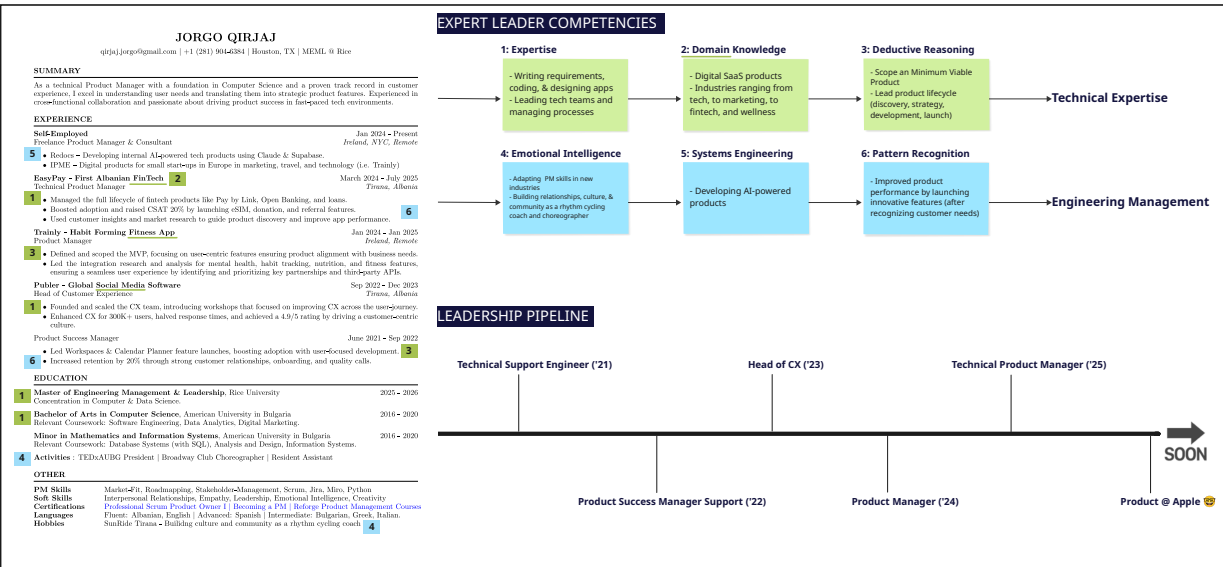 JORGO QIRJAJ
qirjaj.jorgo@gmail.com | +1 (281) 904-6384 | Houston, TX | MEML @ Rice
SUMMARY
As a technical Product Manager with a foundation in Computer Science and a proven track record in customer
experience, I excel in understanding user needs and translating them into strategic product features. Experienced in
cross-functional collaboration and passionate about driving product success in fast-paced tech environments.
EXPERIENCE
Self-Employed Jan 2024 - Present
Freelance Product Manager & Consultant Ireland, NYC, Remote
5 • Redocs – Developing internal AI-powered tech products using Claude & Supabase.
• IPME – Digital products for small start-ups in Europe in marketing, travel, and technology (i.e. Trainly)
EasyPay - First Albanian FinTech 2 March 2024 - July 2025
Technical Product Manager Tirana, Albania
1 • Managed the full lifecycle of fintech products like Pay by Link, Open Banking, and loans.
• Boosted adoption and raised CSAT 20% by launching eSIM, donation, and referral features. 6
• Used customer insights and market research to guide product discovery and improve app performance.
Trainly - Habit Forming Fitness App Jan 2024 - Jan 2025
Product Manager Ireland, Remote
3 • Defined and scoped the MVP, focusing on user-centric features ensuring product alignment with business needs.
• Led the integration research and analysis for mental health, habit tracking, nutrition, and fitness features,
ensuring a seamless user experience by identifying and prioritizing key partnerships and third-party APIs.
Publer - Global Social Media Software Sep 2022 - Dec 2023
Head of Customer Experience Tirana, Albania
1 • Founded and scaled the CX team, introducing workshops that focused on improving CX across the user-journey.
• Enhanced CX for 300K+ users, halved response times, and achieved a 4.9/5 rating by driving a customer-centric
culture.
Product Success Manager June 2021 - Sep 2022
• Led Workspaces & Calendar Planner feature launches, boosting adoption with user-focused development. 3
6 • Increased retention by 20% through strong customer relationships, onboarding, and quality calls.
EDUCATION
1 Master of Engineering Management & Leadership, Rice University 2025 - 2026
Concentration in Computer & Data Science.
1 Bachelor of Arts in Computer Science, American University in Bulgaria 2016 - 2020
Relevant Coursework: Software Engineering, Data Analytics, Digital Marketing.
Minor in Mathematics and Information Systems, American University in Bulgaria 2016 - 2020
Relevant Coursework: Database Systems (with SQL), Analysis and Design, Information Systems.
4 Activities : TEDxAUBG President | Broadway Club Choreographer | Resident Assistant
OTHER
PM Skills Market-Fit, Roadmapping, Stakeholder-Management, Scrum, Jira, Miro, Python
Soft Skills Interpersonal Relationships, Empathy, Leadership, Emotional Intelligence, Creativity
Certifications Professional Scrum Product Owner I | Becoming a PM | Reforge Product Management Courses
Languages Fluent: Albanian, English | Advanced: Spanish | Intermediate: Bulgarian, Greek, Italian.
Hobbies SunRide Tirana - Builidng culture and community as a rhythm cycling coach 4
EXPERT LEADER COMPETENCIES
1: Expertise
- Writing requirements,
coding, & designing apps
- Leading tech teams and
managing processes
2: Domain Knowledge
- Digital SaaS products
- Industries ranging from
tech, to marketing, to
fintech, and wellness
3: Deductive Reasoning
- Scope an Minimum Viable
Product
- Lead product lifecycle
(discovery, strategy,
development, launch)
Technical Expertise
4: Emotional Intelligence
- Adapting PM skills in new
industries
- Building relationships, culture, &
community as a rhythm cycling
coach and choreographer
5: Systems Engineering
- Developing AI-powered
products
6: Pattern Recognition
- Improved product
performance by launching
innovative features (after
recognizing customer needs)
Engineering Management
LEADERSHIP PIPELINE
Technical Support Engineer ('21)
Head of CX ('23)
Technical Product Manager ('25)
SOON
Product Success Manager Support ('22)
Product Manager ('24)
Product @ Apple 🤓